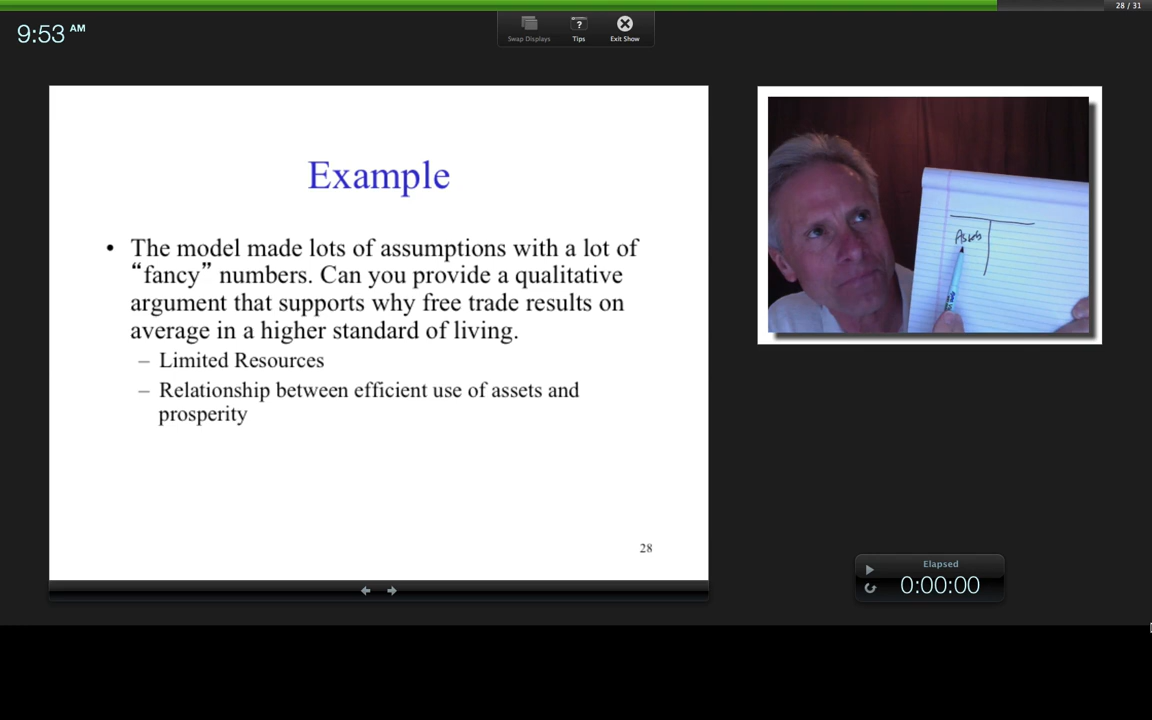 28 / 31
9:53 AM
Swap Displays
?
Tips
Exit Show
Example
• The model made lots of assumptions with a lot of
“fancy” numbers. Can you provide a qualitative
argument that supports why free trade results on
average in a higher standard of living.
– Limited Resources
– Relationship between efficient use of assets and
prosperity
28
Assets
Elapsed
0:00:00